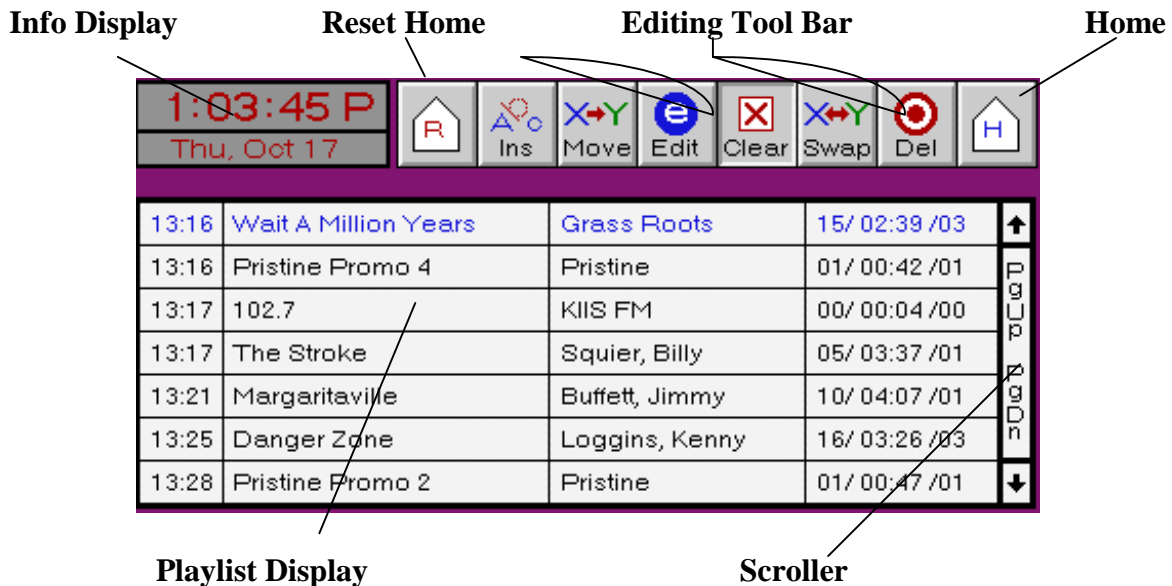 Info Display Reset Home Editing Tool Bar Home
1:03:45 P
Thu, Oct 17
R
A B C Ins
X Y Move
e Edit
X Clear
X Y Swap
Del
H
13:16 Wait A Million Years Grass Roots 15/ 02:39 /03
13:16 Pristine Promo 4 Pristine 01/ 00:42 /01
13:17 102.7 KIIS FM 00/ 00:04 /00
13:17 The Stroke Squier, Billy 05/ 03:37 /01
13:21 Margaritaville Buffett, Jimmy 10/ 04:07 /01
13:25 Danger Zone Loggins, Kenny 16/ 03:26 /03
13:28 Pristine Promo 2 Pristine 01/ 00:47 /01
PgUp PgDn
Playlist Display Scroller